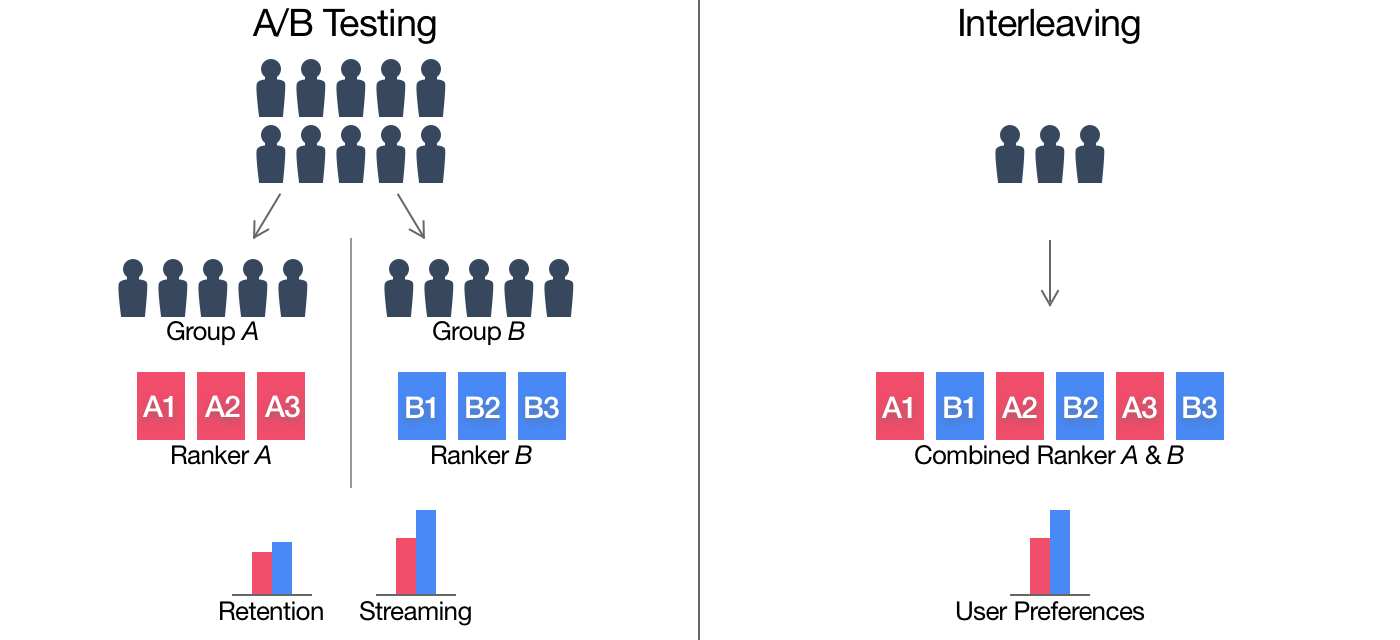 A/B Testing
Group A
Group B
A1 A2 A3
B1 B2 B3
Ranker A
Ranker B
Retention
Streaming
Interleaving
A1 B1 A2 B2 A3 B3
Combined Ranker A & B
User Preferences